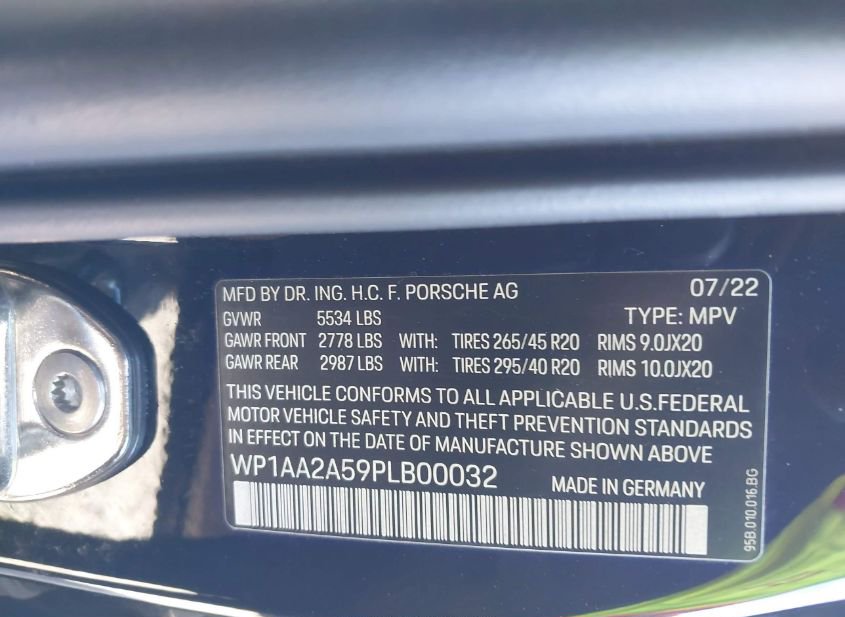 MFD BY DR. ING. H.C. F. PORSCHE AG 07/22
GVWR 5534 LBS TYPE: MPV
GAWR FRONT 2778 LBS WITH: TIRES 265/45 R20 RIMS 9.0JX20
GAWR REAR 2987 LBS WITH: TIRES 295/40 R20 RIMS 10.0JX20
THIS VEHICLE CONFORMS TO ALL APPLICABLE U.S.FEDERAL
MOTOR VEHICLE SAFETY AND THEFT PREVENTION STANDARDS
IN EFFECT ON THE DATE OF MANUFACTURE SHOWN ABOVE
WP1AA2A59PLB00032 MADE IN GERMANY
95B.010.016.BG